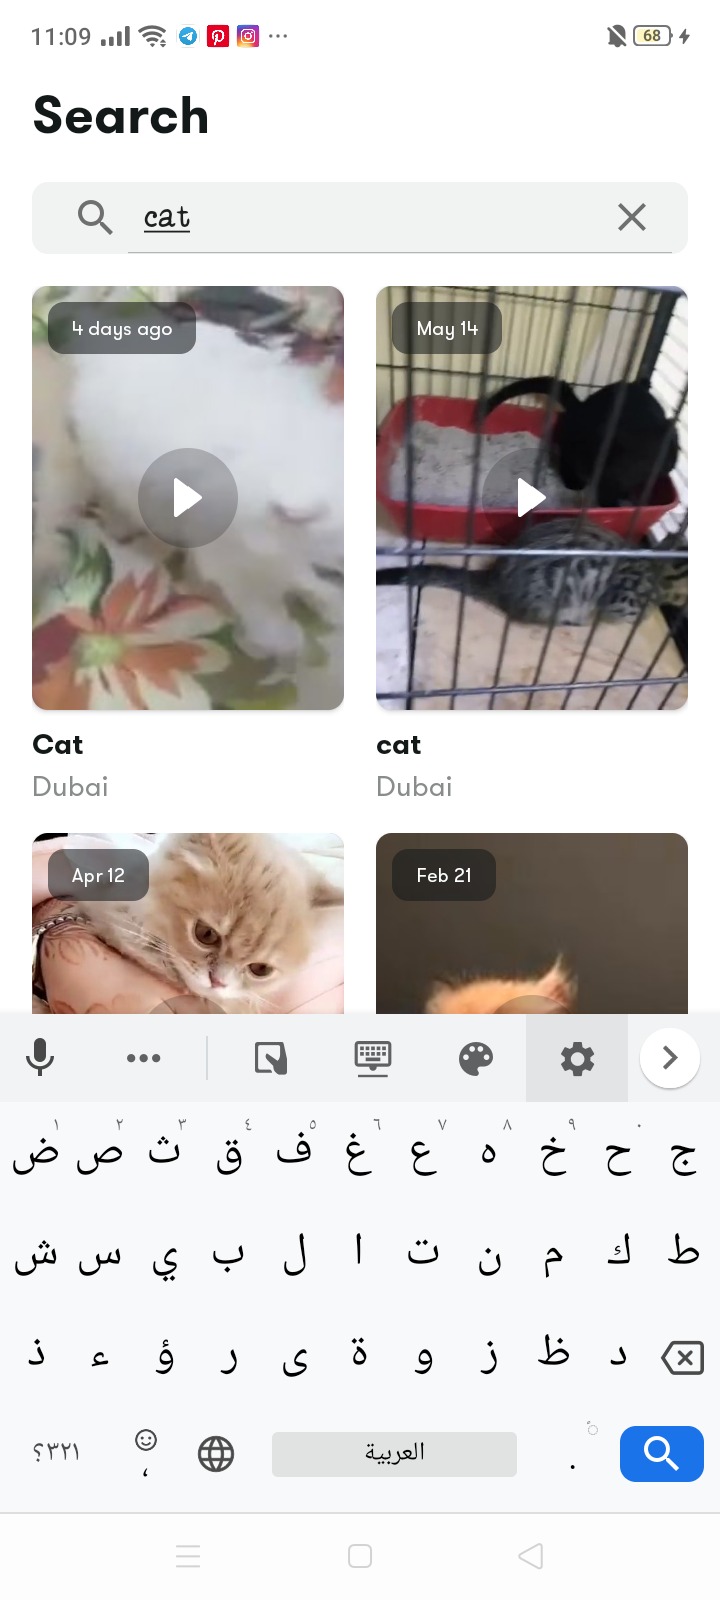 11:09 68
Search
cat
4 days ago May 14
Cat cat
Dubai Dubai
Apr 12 Feb 21
١ ٢ ٣ ٤ ٥ ٦ ٧ ٨ ٩ ٠
ض ص ث ق ف غ ع ه خ ح ج
ش س ي ب ل ا ت ن م ك ط
ذ ء ؤ ر ى ة و ز ظ د
؟٣٢١ ، العربية .